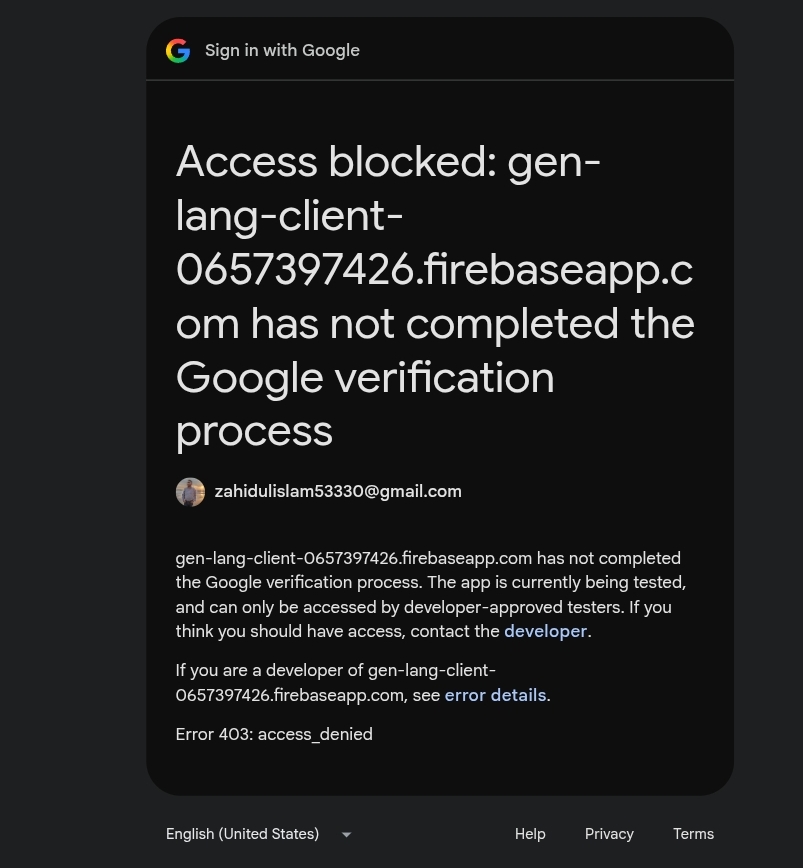 Sign in with Google
Access blocked: gen-
lang-client-
0657397426.firebaseapp.c
om has not completed the
Google verification
process
zahidulislam53330@gmail.com
gen-lang-client-0657397426.firebaseapp.com has not completed
the Google verification process. The app is currently being tested,
and can only be accessed by developer-approved testers. If you
think you should have access, contact the developer.
If you are a developer of gen-lang-client-
0657397426.firebaseapp.com, see error details.
Error 403: access_denied
English (United States)
Help Privacy Terms